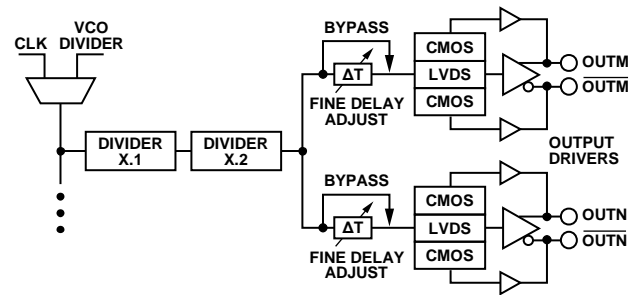 CLK
VCO
DIVIDER
DIVIDER
X.1
DIVIDER
X.2
BYPASS
ΔT
FINE DELAY
ADJUST
CMOS
LVDS
CMOS
OUTM
OUTM
OUTPUT
DRIVERS
BYPASS
ΔT
FINE DELAY
ADJUST
CMOS
LVDS
CMOS
OUTN
OUTN